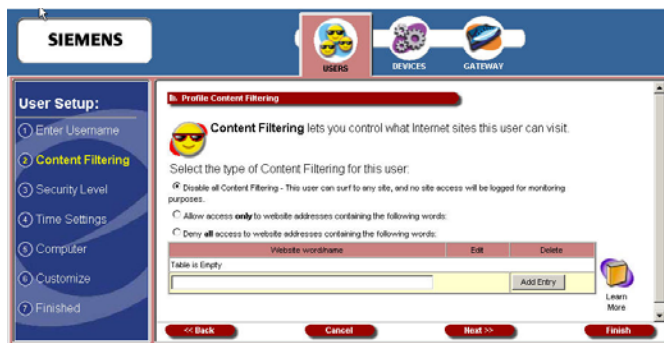 SIEMENS
USERS
DEVICES
GATEWAY
User Setup:
1 Enter Username
2 Content Filtering
3 Security Level
4 Time Settings
5 Computer
6 Customize
7 Finished
Profile Content Filtering
Content Filtering lets you control what Internet sites this user can visit.
Select the type of Content Filtering for this user:
Disable all Content Filtering - This user can surf to any site, and no site access will be logged for monitoring
purposes.
Allow access only to website addresses containing the following words:
Deny all access to website addresses containing the following words:
Website word/name Edit Delete
Table is Empty
Add Entry
Learn
More
<< Back Cancel Next >> Finish